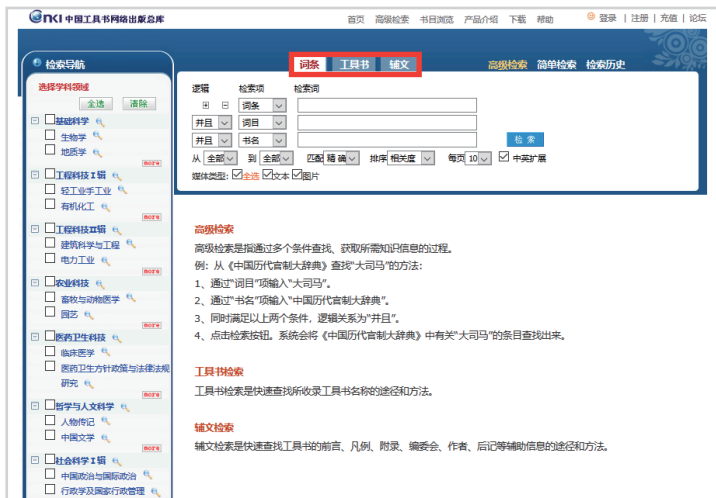 cnki 中国工具书网络出版总库
首页 高级检索 书目浏览 产品介绍 下载 帮助 登录 | 注册 | 充值 | 论坛
检索导航
词条 工具书 辅文
高级检索 简单检索 检索历史
选择学科领域
全选 清除
基础科学
生物学
地质学
more
工程科技I辑
轻工业手工业
有机化工
more
工程科技II辑
建筑科学与工程
电力工业
more
农业科技
畜牧与动物医学
园艺
more
医药卫生科技
临床医学
医药卫生方针政策与法律法规
研究
more
哲学与人文科学
人物传记
中国文学
more
社会科学I辑
中国政治与国际政治
行政学及国家行政管理
逻辑 检索项 检索词
词条
并且 词目
并且 书名
检 索
从 全部 到 全部 匹配 精确 排序 相关度 每页 10 中英扩展
媒体类型: 全选 文本 图片
高级检索
高级检索是指通过多个条件查找、获取所需知识信息的过程。
例：从《中国历代官制大辞典》查找“大司马”的方法：
1、通过“词目”项输入“大司马”。
2、通过“书名”项输入“中国历代官制大辞典”。
3、同时满足以上两个条件，逻辑关系为“并且”。
4、点击检索按钮。系统会将《中国历代官制大辞典》中有关“大司马”的条目查找出来。
工具书检索
工具书检索是快速查找所收录工具书名称的途径和方法。
辅文检索
辅文检索是快速查找工具书的前言、凡例、附录、编委会、作者、后记等辅助信息的途径和方法。